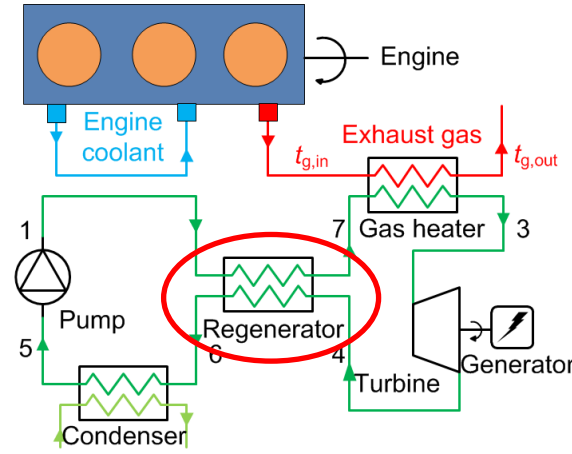 Engine
Engine
coolant
Exhaust gas
t_g,in
t_g,out
1
7
Gas heater
3
Pump
Regenerator
5
6
4
Turbine
Generator
Condenser